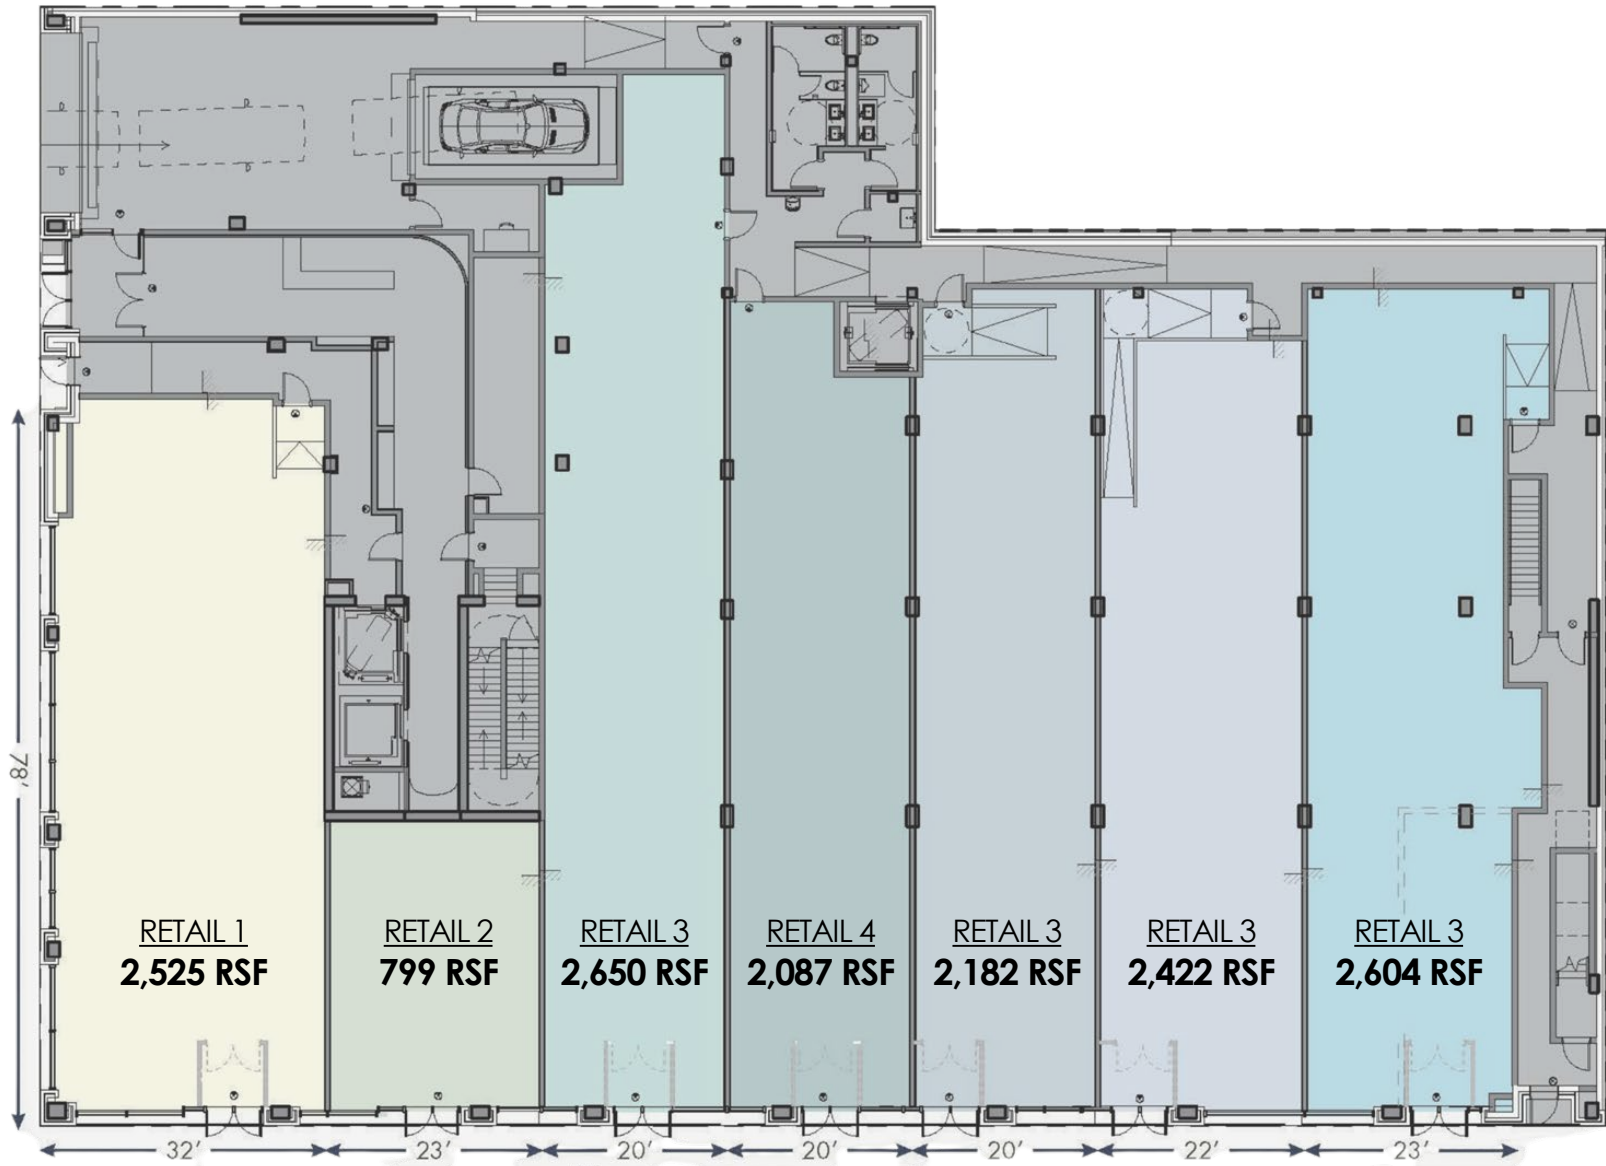 78'
RETAIL 1
2,525 RSF
RETAIL 2
799 RSF
RETAIL 3
2,650 RSF
RETAIL 4
2,087 RSF
RETAIL 3
2,182 RSF
RETAIL 3
2,422 RSF
RETAIL 3
2,604 RSF
32'
23'
20'
20'
20'
22'
23'